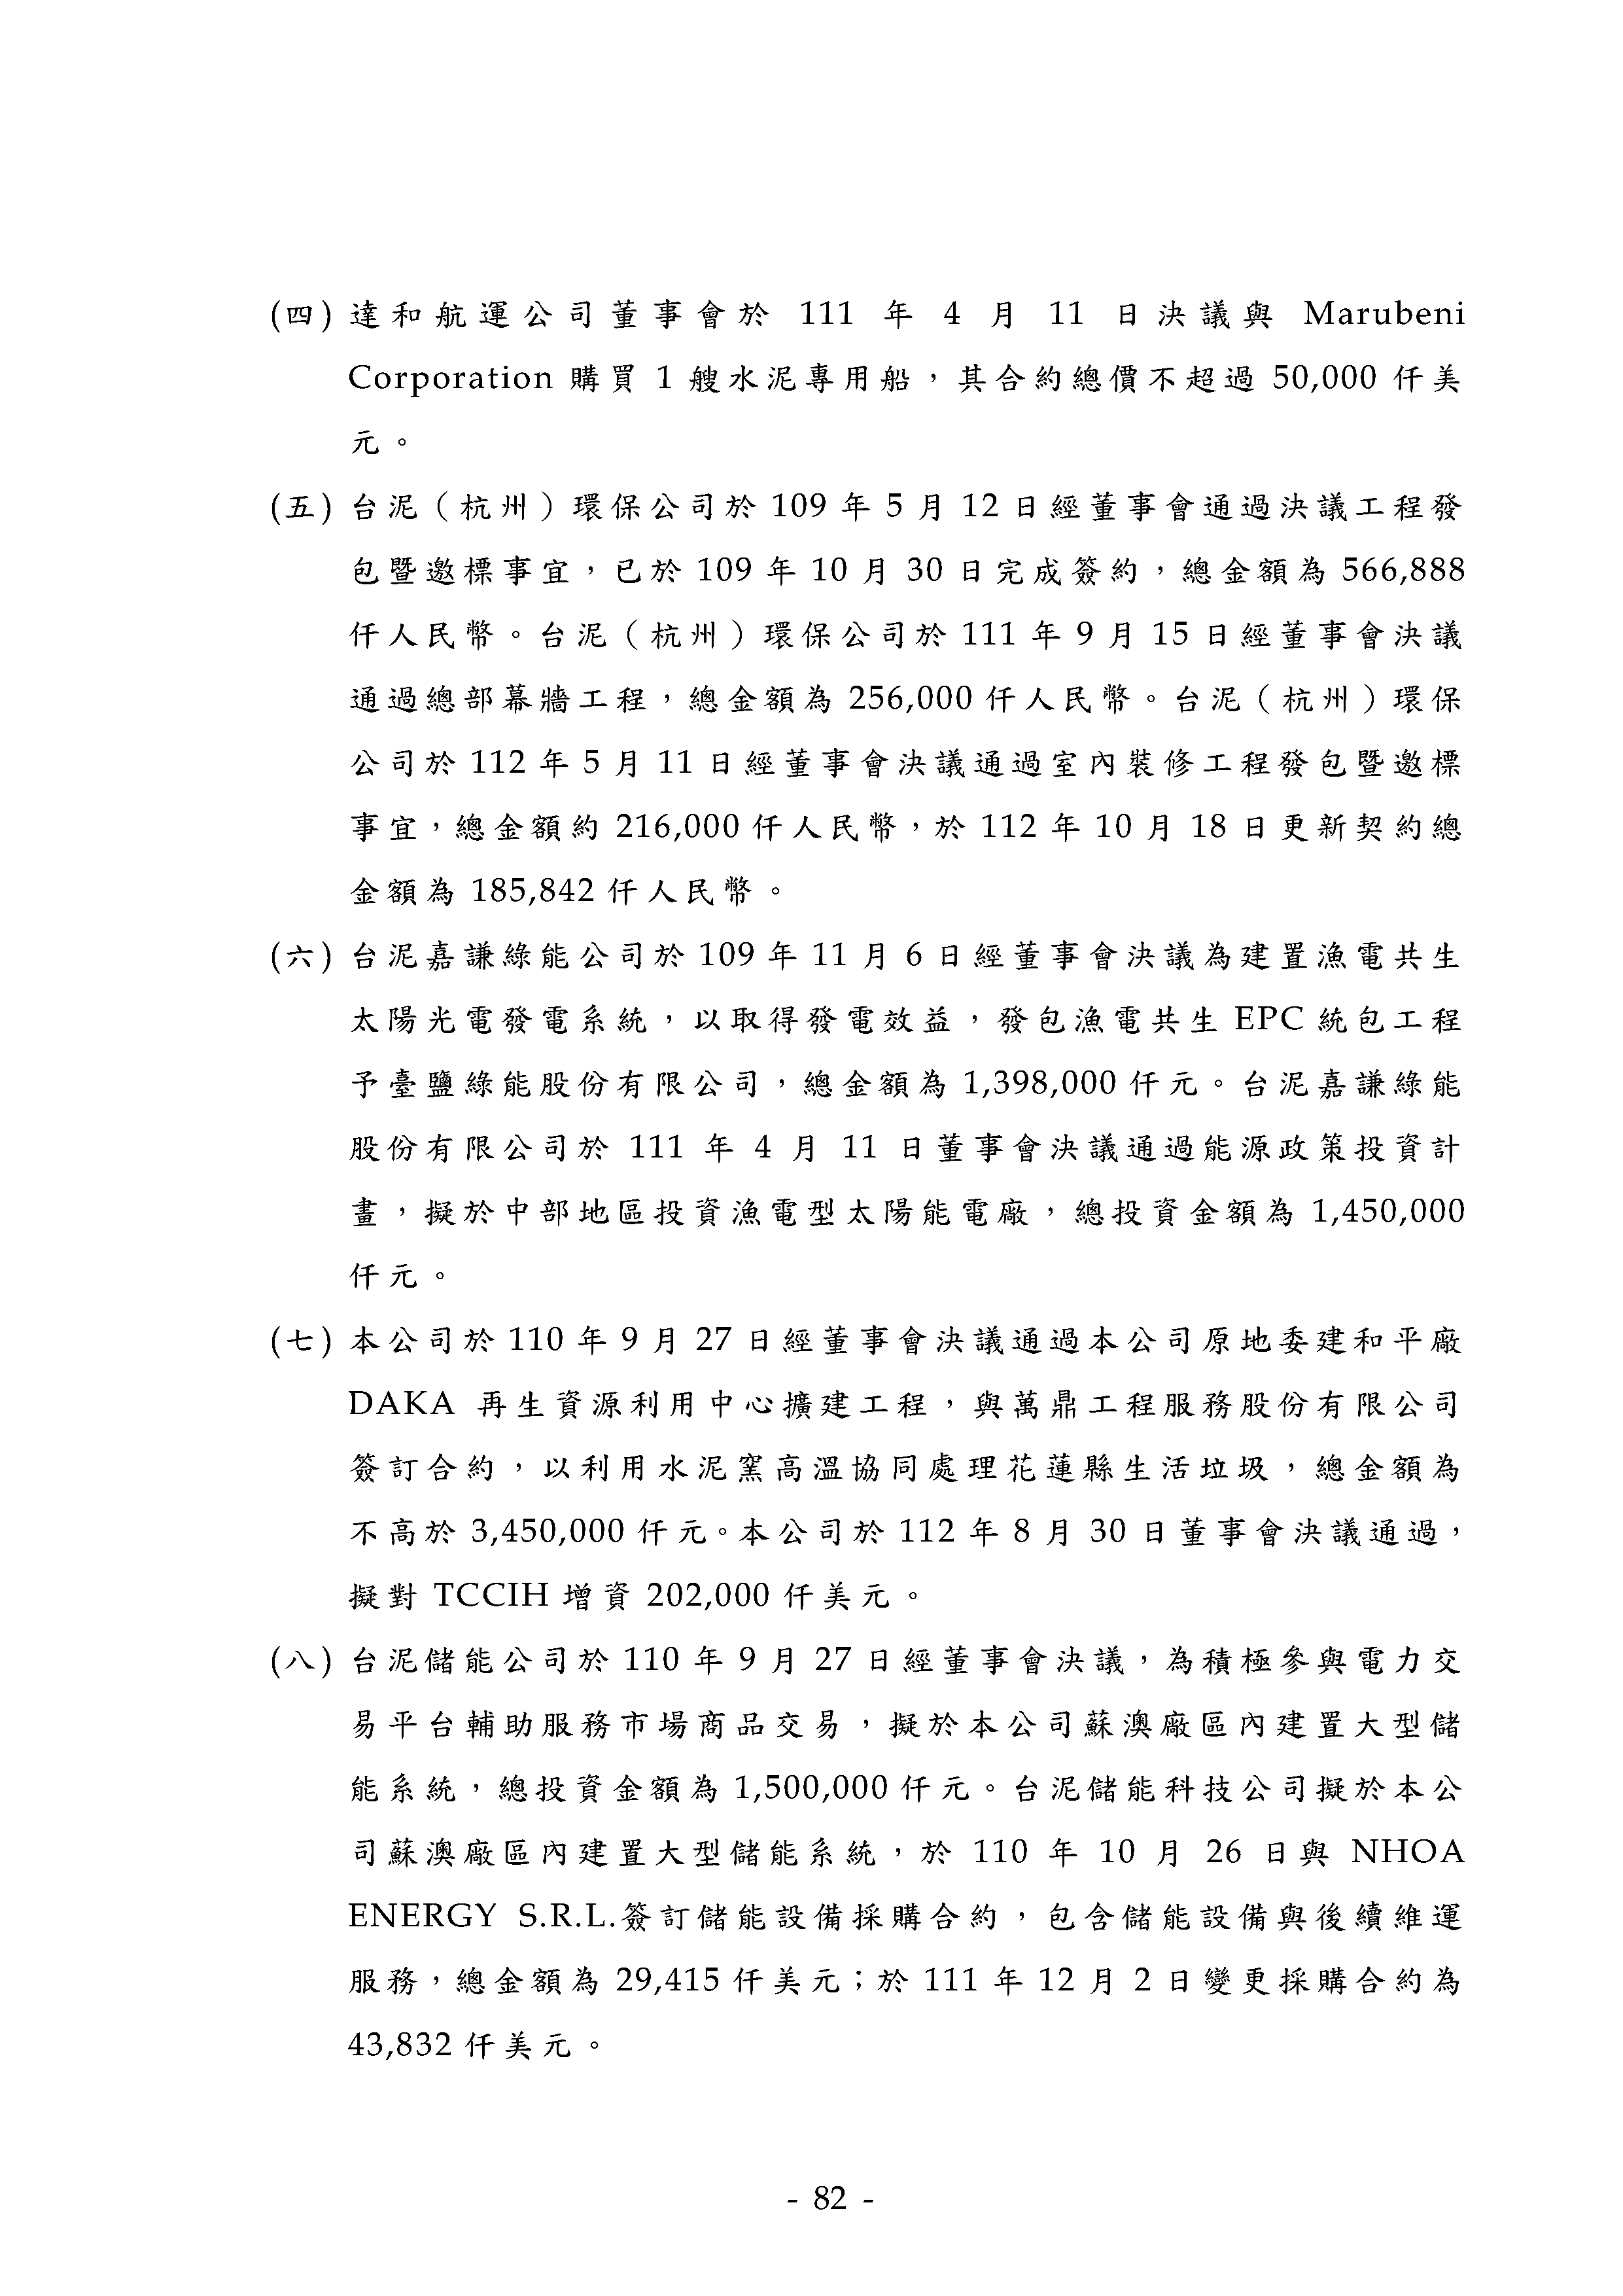 (四) 達和航運公司董事會於 111 年 4 月 11 日決議與 Marubeni
Corporation 購買 1 艘水泥專用船，其合約總價不超過 50,000 仟美
元。
(五) 台泥（杭州）環保公司於 109 年 5 月 12 日經董事會通過決議工程發
包暨邀標事宜，已於 109 年 10 月 30 日完成簽約，總金額為 566,888
仟人民幣。台泥（杭州）環保公司於 111 年 9 月 15 日經董事會決議
通過總部幕牆工程，總金額為 256,000 仟人民幣。台泥（杭州）環保
公司於 112 年 5 月 11 日經董事會決議通過室內裝修工程發包暨邀標
事宜，總金額約 216,000 仟人民幣，於 112 年 10 月 18 日更新契約總
金額為 185,842 仟人民幣。
(六) 台泥嘉謙綠能公司於 109 年 11 月 6 日經董事會決議為建置漁電共生
太陽光電發電系統，以取得發電效益，發包漁電共生 EPC 統包工程
予臺鹽綠能股份有限公司，總金額為 1,398,000 仟元。台泥嘉謙綠能
股份有限公司於 111 年 4 月 11 日董事會決議通過能源政策投資計
畫，擬於中部地區投資漁電型太陽能電廠，總投資金額為 1,450,000
仟元。
(七) 本公司於 110 年 9 月 27 日經董事會決議通過本公司原地委建和平廠
DAKA 再生資源利用中心擴建工程，與萬鼎工程服務股份有限公司
簽訂合約，以利用水泥窯高溫協同處理花蓮縣生活垃圾，總金額為
不高於 3,450,000 仟元。本公司於 112 年 8 月 30 日董事會決議通過，
擬對 TCCIH 增資 202,000 仟美元。
(八) 台泥儲能公司於 110 年 9 月 27 日經董事會決議，為積極參與電力交
易平台輔助服務市場商品交易，擬於本公司蘇澳廠區內建置大型儲
能系統，總投資金額為 1,500,000 仟元。台泥儲能科技公司擬於本公
司蘇澳廠區內建置大型儲能系統，於 110 年 10 月 26 日與 NHOA
ENERGY S.R.L.簽訂儲能設備採購合約，包含儲能設備與後續維運
服務，總金額為 29,415 仟美元；於 111 年 12 月 2 日變更採購合約為
43,832 仟美元。
- 82 -